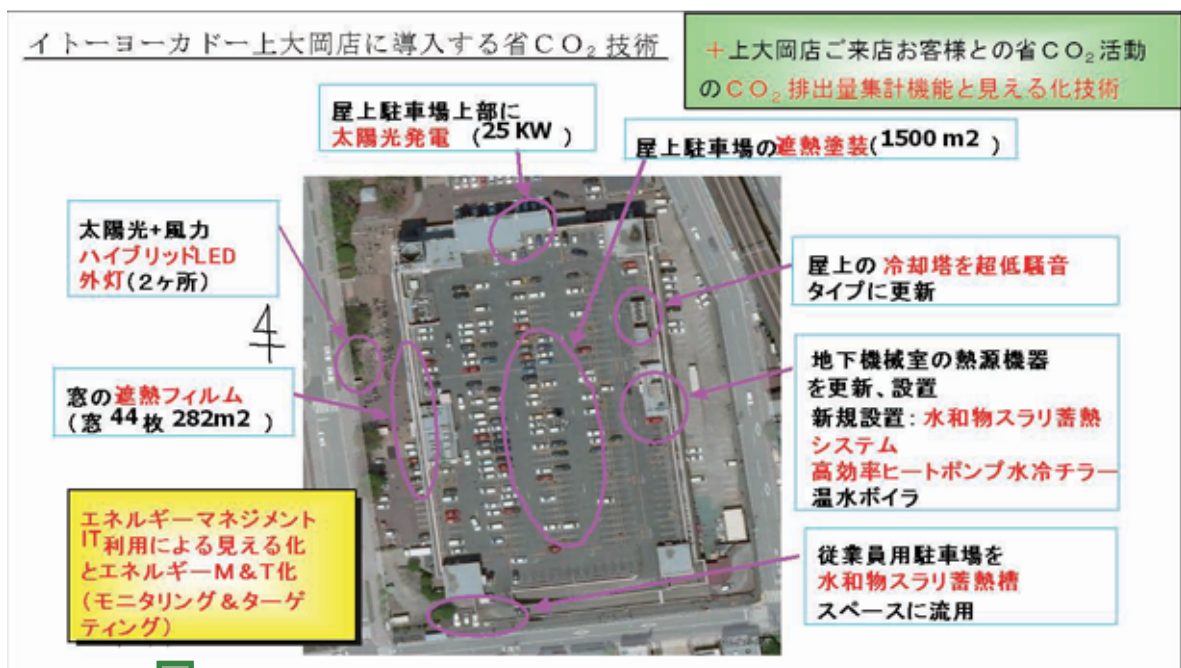 イトーヨーカドー上大岡店に導入する省CO₂技術
+上大岡店ご来店お客様との省CO₂活動
のCO₂排出量集計機能と見える化技術
屋上駐車場上部に
太陽光発電 (25 KW)
屋上駐車場の遮熱塗装(1500 m2 )
太陽光+風力
ハイブリッドLED
外灯(2ヶ所)
屋上の 冷却塔を超低騒音
タイプに更新
窓の遮熱フィルム
(窓 44枚 282m2 )
地下機械室の熱源機器
を更新、設置
新規設置: 水和物スラリ蓄熱
システム
高効率ヒートポンプ水冷チラー
温水ボイラ
エネルギーマネジメント
IT利用による見える化
とエネルギーM&T化
(モニタリング&ターゲ
ティング)
従業員用駐車場を
水和物スラリ蓄熱槽
スペースに流用